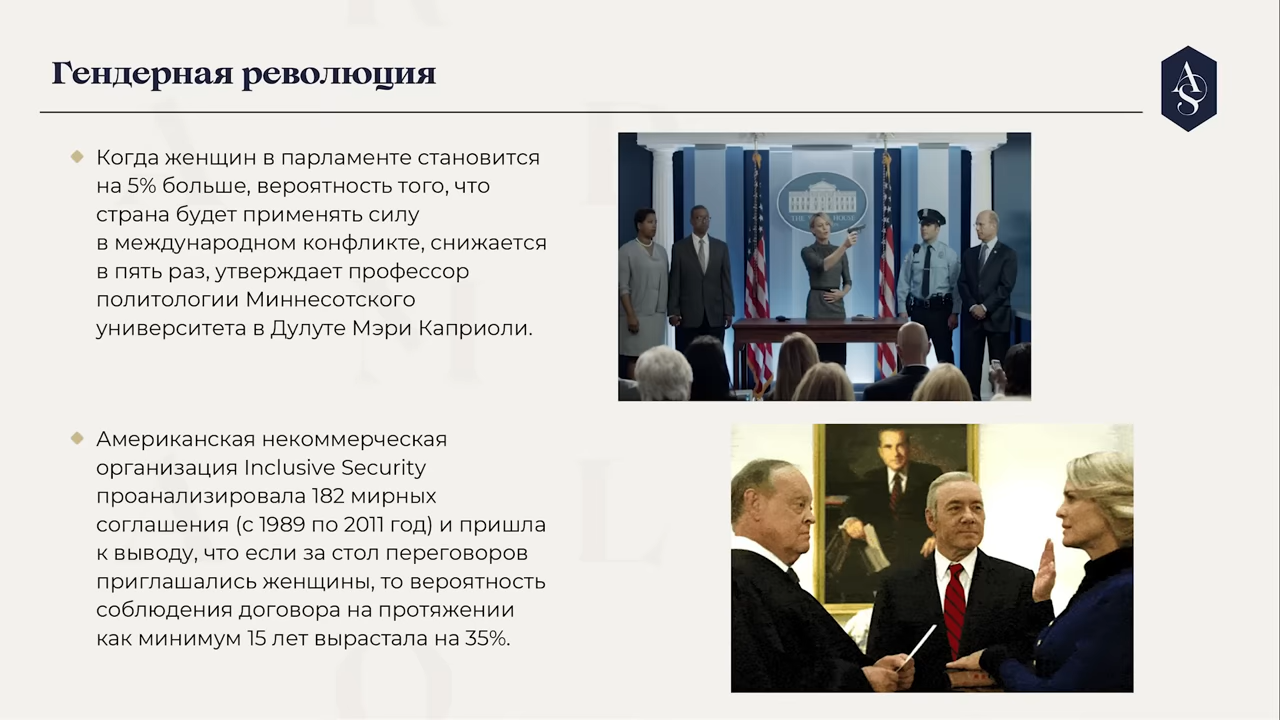 Гендерная революция
AS
Когда женщин в парламенте становится
на 5% больше, вероятность того, что
страна будет применять силу
в международном конфликте, снижается
в пять раз, утверждает профессор
политологии Миннесотского
университета в Дулуте Мэри Каприоли.
Американская некоммерческая
организация Inclusive Security
проанализировала 182 мирных
соглашения (с 1989 по 2011 год) и пришла
к выводу, что если за стол переговоров
приглашались женщины, то вероятность
соблюдения договора на протяжении
как минимум 15 лет вырастала на 35%.